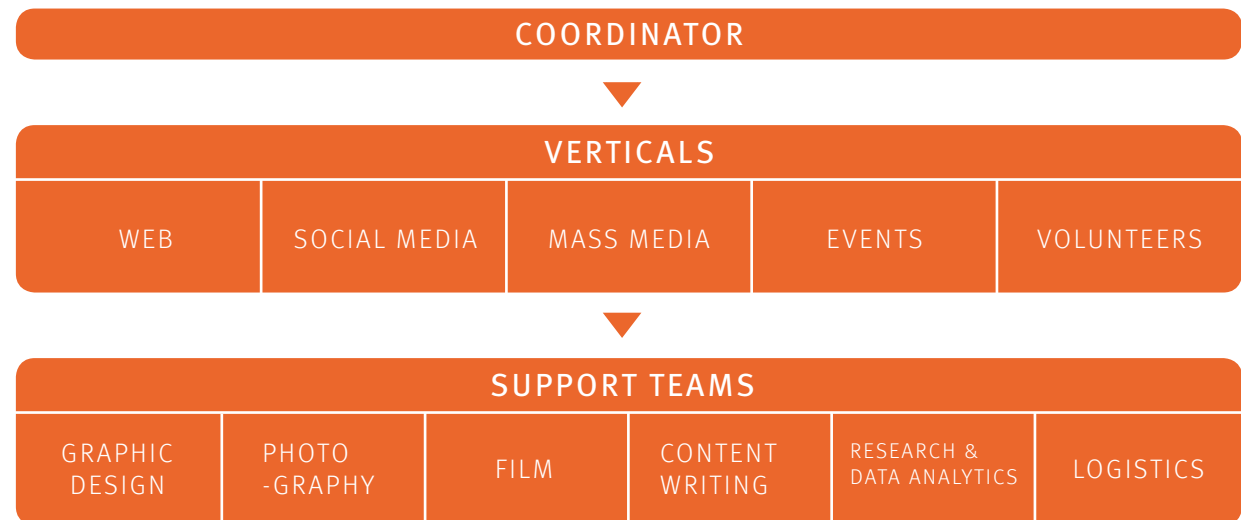 COORDINATOR
VERTICALS
WEB
SOCIAL MEDIA
MASS MEDIA
EVENTS
VOLUNTEERS
SUPPORT TEAMS
GRAPHIC
DESIGN
PHOTO
-GRAPHY
FILM
CONTENT
WRITING
RESEARCH &
DATA ANALYTICS
LOGISTICS